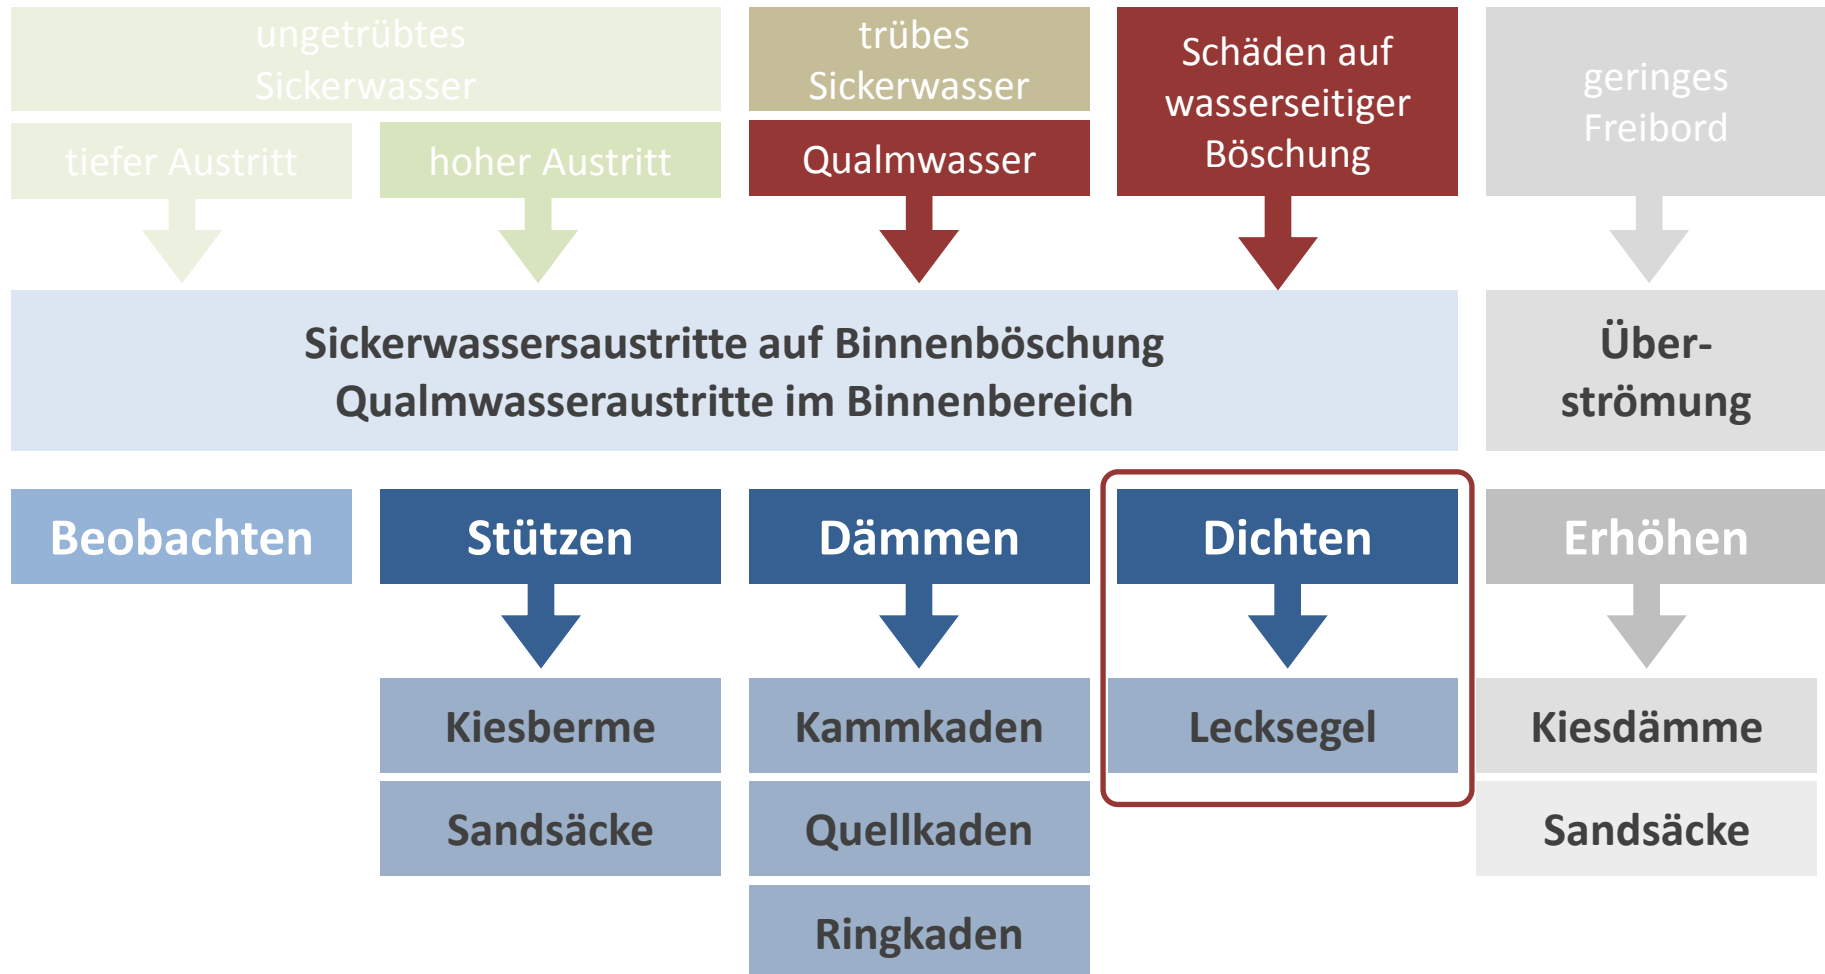 ungetrübtes
Sickerwasser
trübes
Sickerwasser
Schäden auf
wasserseitiger
Böschung
geringes
Freibord
tiefer Austritt
hoher Austritt
Qualmwasser
Sickerwassersaustritte auf Binnenböschung
Qualmwasseraustritte im Binnenbereich
Über-
strömung
Beobachten
Stützen
Dämmen
Dichten
Erhöhen
Kiesberme
Kammkaden
Lecksegel
Kiesdämme
Sandsäcke
Quellkaden
Sandsäcke
Ringkaden